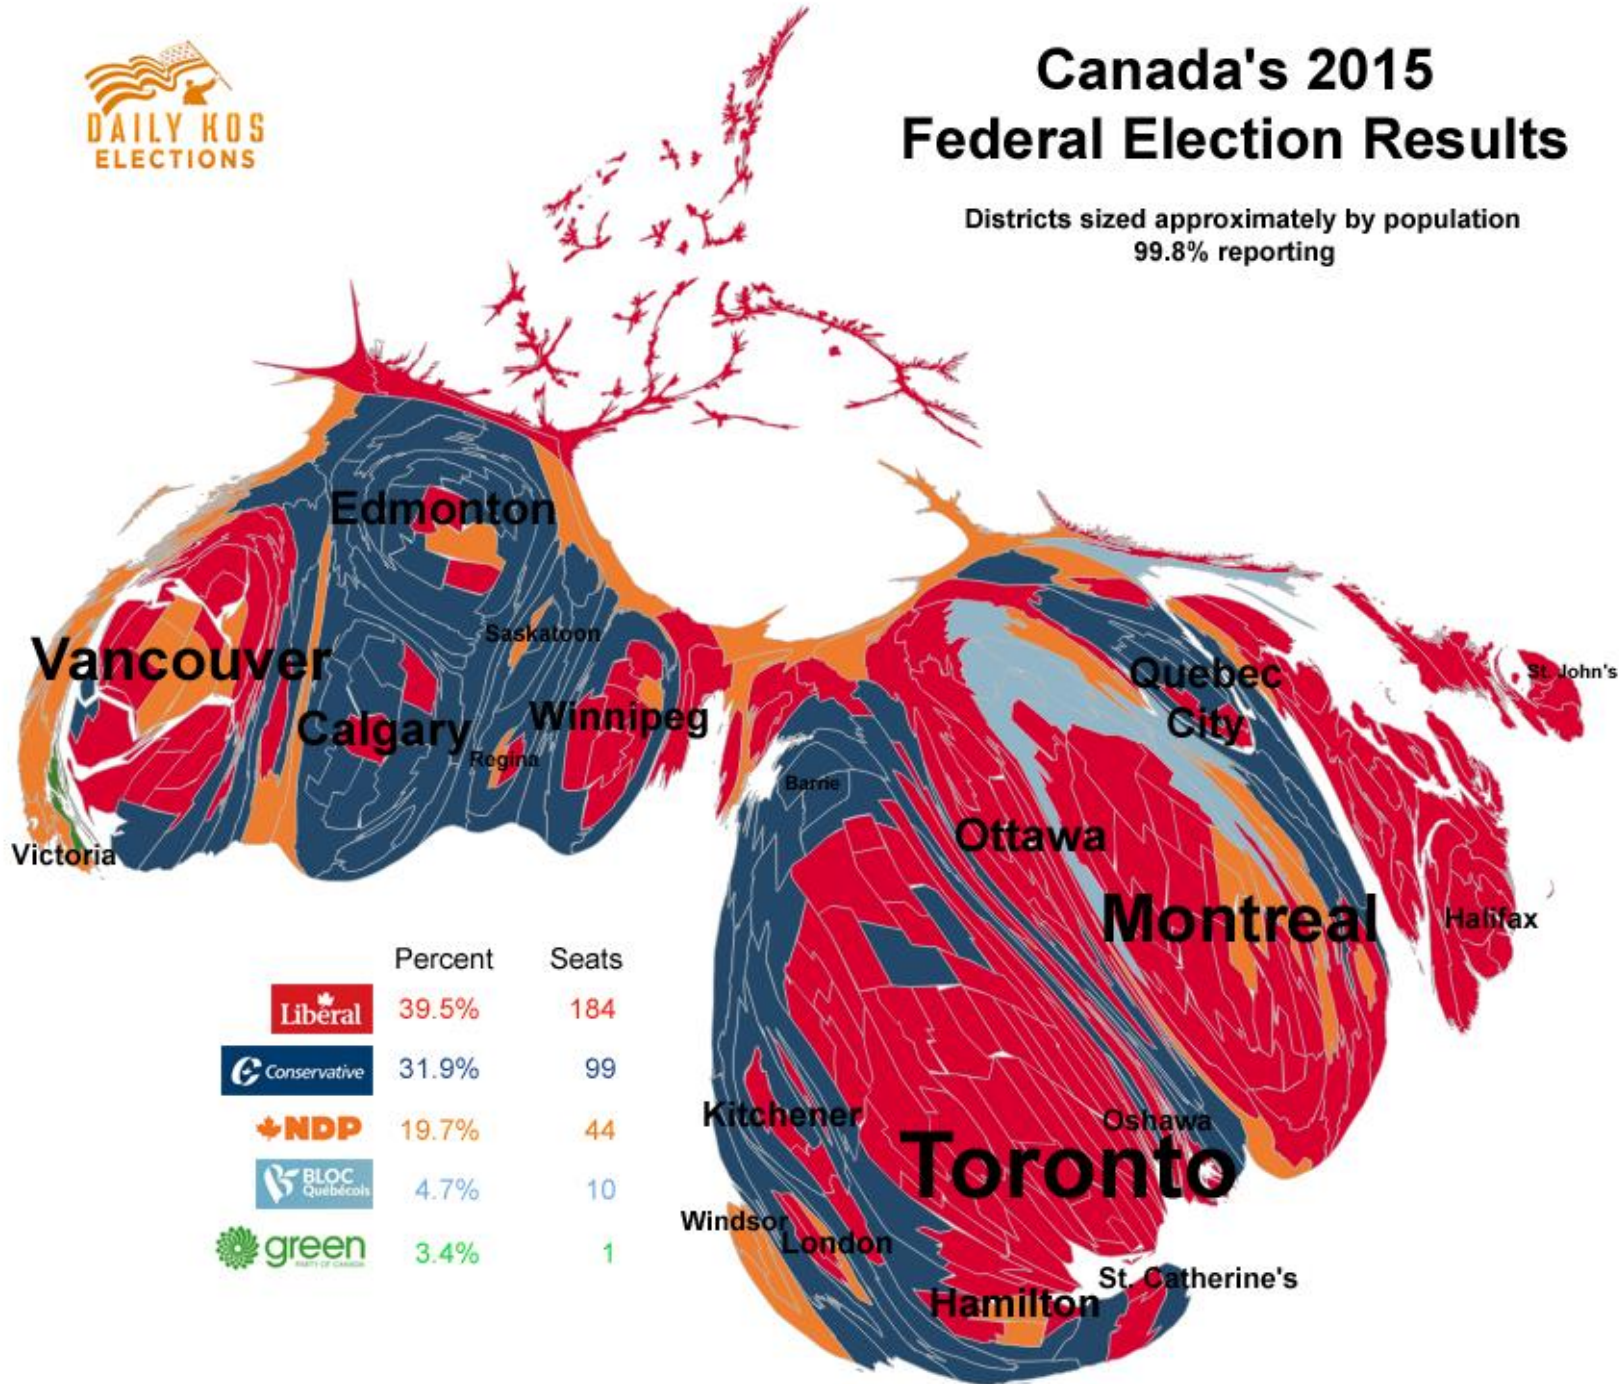 DAILY KOS
ELECTIONS
Canada's 2015
Federal Election Results
Districts sized approximately by population
99.8% reporting
Edmonton
Saskatoon
Vancouver
Calgary
Winnipeg
Regina
Victoria
Barrie
Quebec
City
St. John's
Ottawa
Montreal
Halifax
Kitchener
Oshawa
Toronto
Windsor
London
St. Catherine's
Hamilton
Percent Seats
Liberal 39.5% 184
Conservative 31.9% 99
NDP 19.7% 44
BLOC
Québécois 4.7% 10
green 3.4% 1
PARTY OF CANADA